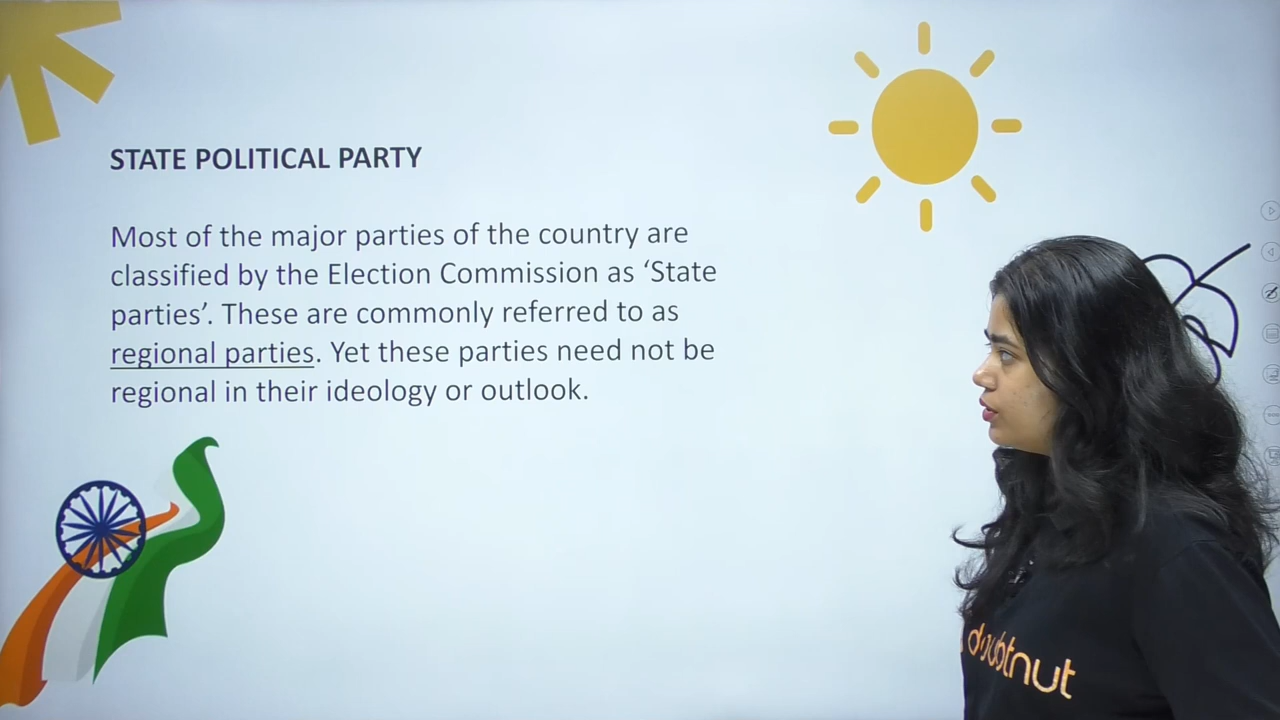 STATE POLITICAL PARTY
Most of the major parties of the country are
classified by the Election Commission as ‘State
parties’. These are commonly referred to as
regional parties. Yet these parties need not be
regional in their ideology or outlook.
doubtnut